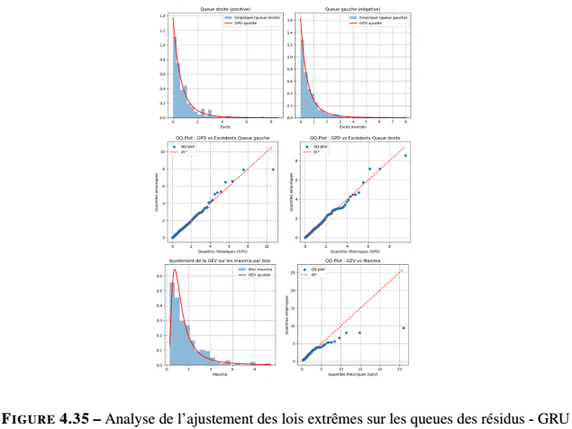 Queue droite (positive)
Empirique (queue droite)
GPD ajustée
Excès
Queue gauche (négative)
Empirique (queue gauche)
GPD ajustée
Excès inversés
QQ-Plot : GPD vs Excédents Queue gauche
QQ-plot
45°
Quantiles empiriques
Quantiles théoriques (GPD)
QQ-Plot : GPD vs Excédents Queue droite
QQ-plot
45°
Quantiles empiriques
Quantiles théoriques (GPD)
Ajustement de la GEV sur les maxima par bloc
Bloc maxima
GEV ajustée
Maxima
QQ-Plot : GEV vs Maxima
QQ-plot
45°
Quantiles empiriques
Quantiles théoriques (GEV)
FIGURE 4.35 – Analyse de l'ajustement des lois extrêmes sur les queues des résidus - GRU